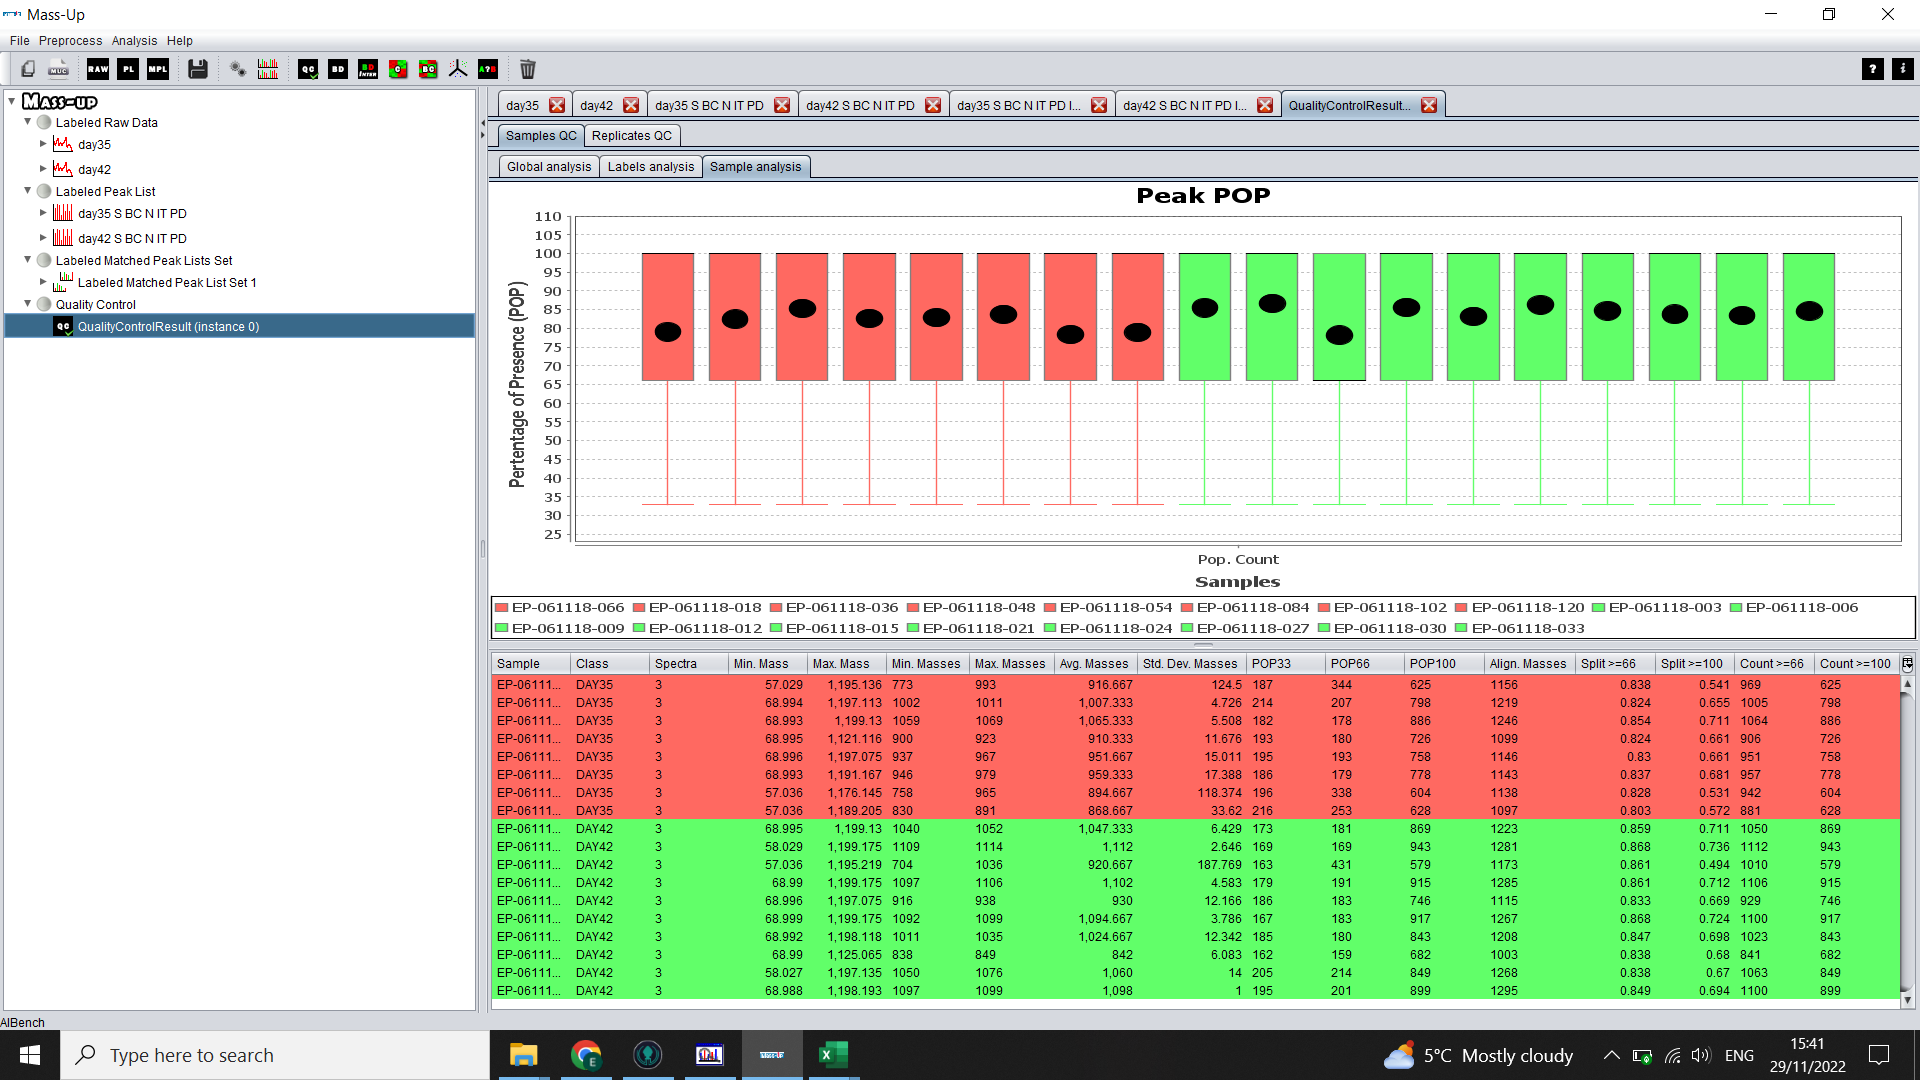 Mass-Up
File Preprocess Analysis Help
MUC RAW PL MPL QC BD BD INTER C BC A?B ? i
MASS-UP
Labeled Raw Data
day35
day42
Labeled Peak List
day35 S BC N IT PD
day42 S BC N IT PD
Labeled Matched Peak Lists Set
Labeled Matched Peak List Set 1
Quality Control
QC QualityControlResult (instance 0)
day35 day42 day35 S BC N IT PD day42 S BC N IT PD day35 S BC N IT PD I... day42 S BC N IT PD I... QualityControlResult...
Samples QC Replicates QC
Global analysis Labels analysis Sample analysis
Peak POP
Pertentage of Presence (POP)
110
105
100
95
90
85
80
75
70
65
60
55
50
45
40
35
30
25
Pop. Count
Samples
EP-061118-066 EP-061118-018 EP-061118-036 EP-061118-048 EP-061118-054 EP-061118-084 EP-061118-102 EP-061118-120 EP-061118-003 EP-061118-006
EP-061118-009 EP-061118-012 EP-061118-015 EP-061118-021 EP-061118-024 EP-061118-027 EP-061118-030 EP-061118-033
Sample Class Spectra Min. Mass Max. Mass Min. Masses Max. Masses Avg. Masses Std. Dev. Masses POP33 POP66 POP100 Align. Masses Split >=66 Split >=100 Count >=66 Count >=100
EP-06111... DAY35 3 57.029 1,195.136 773 993 916.667 124.5 187 344 625 1156 0.838 0.541 969 625
EP-06111... DAY35 3 68.994 1,197.113 1002 1011 1,007.333 4.726 214 207 798 1219 0.824 0.655 1005 798
EP-06111... DAY35 3 68.993 1,199.13 1059 1069 1,065.333 5.508 182 178 886 1246 0.854 0.711 1064 886
EP-06111... DAY35 3 68.995 1,121.116 900 923 910.333 11.676 193 180 726 1099 0.824 0.661 906 726
EP-06111... DAY35 3 68.996 1,197.075 937 967 951.667 15.011 195 193 758 1146 0.83 0.661 951 758
EP-06111... DAY35 3 68.993 1,191.167 946 979 959.333 17.388 186 179 778 1143 0.837 0.681 957 778
EP-06111... DAY35 3 57.036 1,176.145 758 965 894.667 118.374 196 338 604 1138 0.828 0.531 942 604
EP-06111... DAY35 3 57.036 1,189.205 830 891 868.667 33.62 216 253 628 1097 0.803 0.572 881 628
EP-06111... DAY42 3 68.995 1,199.13 1040 1052 1,047.333 6.429 173 181 869 1223 0.859 0.711 1050 869
EP-06111... DAY42 3 58.029 1,199.175 1109 1114 1,112 2.646 169 169 943 1281 0.868 0.736 1112 943
EP-06111... DAY42 3 57.036 1,195.219 704 1036 920.667 187.769 163 431 579 1173 0.861 0.494 1010 579
EP-06111... DAY42 3 68.99 1,199.175 1097 1106 1,102 4.583 179 191 915 1285 0.861 0.712 1106 915
EP-06111... DAY42 3 68.996 1,197.075 916 938 930 12.166 186 183 746 1115 0.833 0.669 929 746
EP-06111... DAY42 3 68.999 1,199.175 1092 1099 1,094.667 3.786 167 183 917 1267 0.868 0.724 1100 917
EP-06111... DAY42 3 68.992 1,198.118 1011 1035 1,024.667 12.342 185 180 843 1208 0.847 0.698 1023 843
EP-06111... DAY42 3 68.99 1,125.065 838 849 842 6.083 162 159 682 1003 0.838 0.68 841 682
EP-06111... DAY42 3 58.027 1,197.135 1050 1076 1,060 14 205 214 849 1268 0.838 0.67 1063 849
EP-06111... DAY42 3 68.988 1,198.193 1097 1099 1,098 1 195 201 899 1295 0.849 0.694 1100 899
AIBench
Type here to search
5°C Mostly cloudy ENG
15:41
29/11/2022